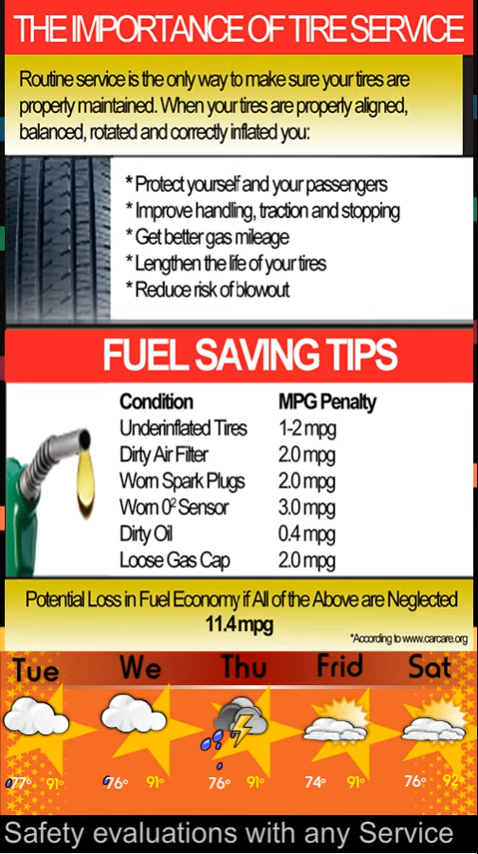 THE IMPORTANCE OF TIRE SERVICE
Routine service is the only way to make sure your tires are
properly maintained. When your tires are properly aligned,
balanced, rotated and correctly inflated you:
* Protect yourself and your passengers
* Improve handling, traction and stopping
* Get better gas mileage
* Lengthen the life of your tires
* Reduce risk of blowout
FUEL SAVING TIPS
Condition MPG Penalty
Underinflated Tires 1-2 mpg
Dirty Air Filter 2.0 mpg
Worn Spark Plugs 2.0 mpg
Worn 0² Sensor 3.0 mpg
Dirty Oil 0.4 mpg
Loose Gas Cap 2.0 mpg
Potential Loss in Fuel Economy if All of the Above are Neglected
11.4 mpg
*According to www.carcare.org
Tue We Thu Frid Sat
77° 91° 76° 91° 76° 91° 74° 91° 76° 92°
Safety evaluations with any Service